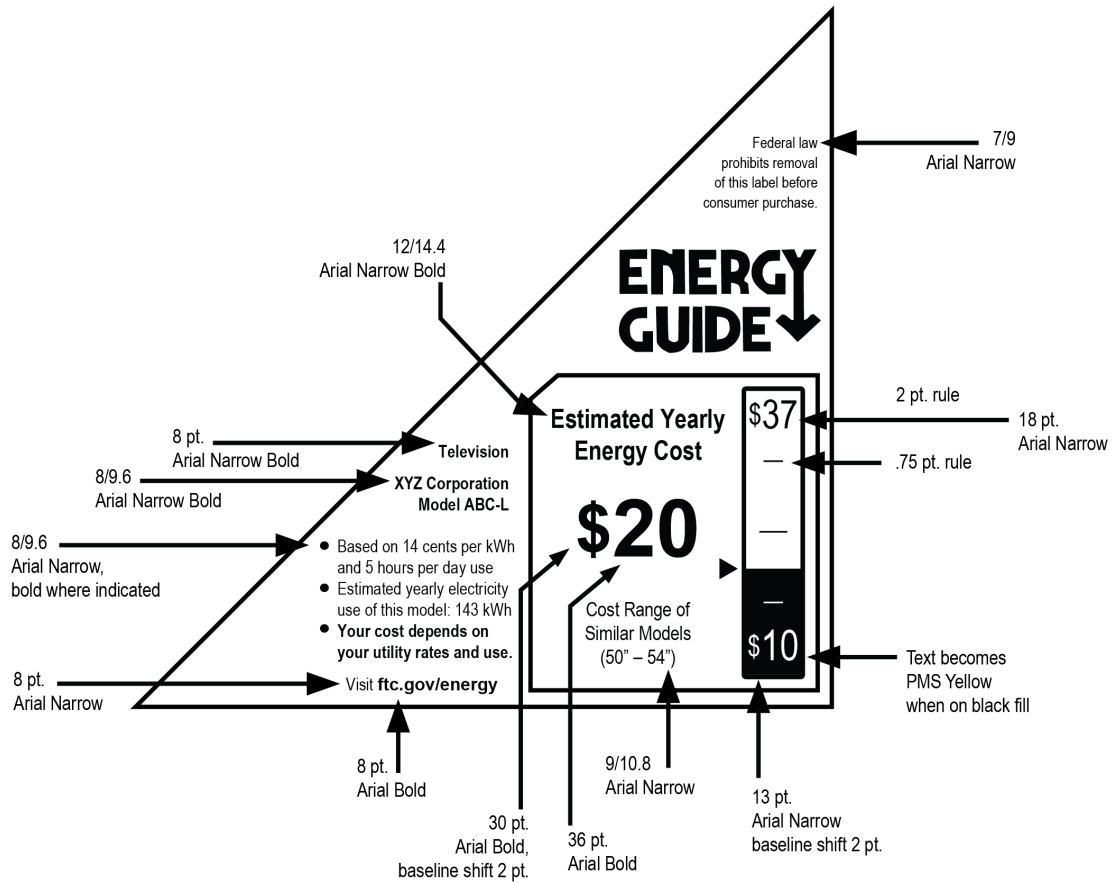 Federal law
prohibits removal
of this label before
consumer purchase.
7/9
Arial Narrow
12/14.4
Arial Narrow Bold
ENERGY
GUIDE
Estimated Yearly
Energy Cost
$37
2 pt. rule
18 pt.
Arial Narrow
.75 pt. rule
8 pt.
Arial Narrow Bold
Television
8/9.6
Arial Narrow Bold
XYZ Corporation
Model ABC-L
$20
8/9.6
Arial Narrow,
bold where indicated
• Based on 14 cents per kWh
and 5 hours per day use
• Estimated yearly electricity
use of this model: 143 kWh
• Your cost depends on
your utility rates and use.
Cost Range of
Similar Models
(50” – 54”)
$10
Text becomes
PMS Yellow
when on black fill
8 pt.
Arial Narrow
Visit ftc.gov/energy
8 pt.
Arial Bold
30 pt.
Arial Bold,
baseline shift 2 pt.
36 pt.
Arial Bold
9/10.8
Arial Narrow
13 pt.
Arial Narrow
baseline shift 2 pt.